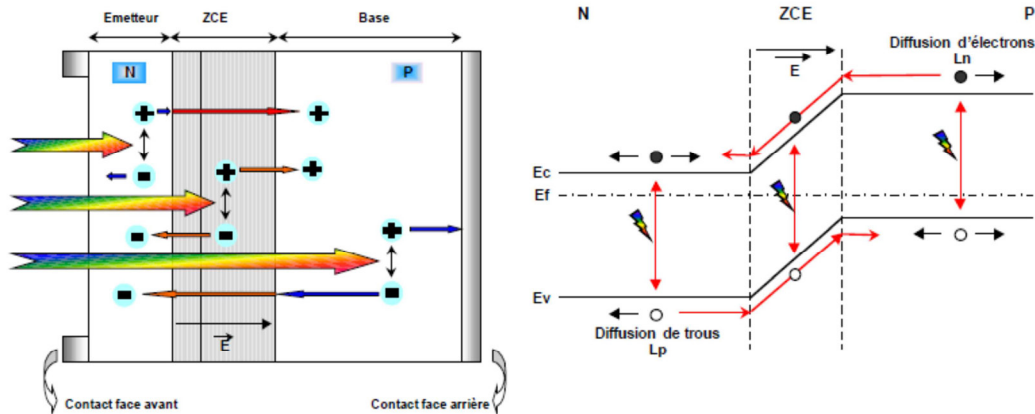 Emetteur ZCE Base
N P
E
Contact face avant Contact face arrière
N ZCE P
E
Diffusion d'électrons
Ln
Ec
Ef
Ev
Diffusion de trous
Lp